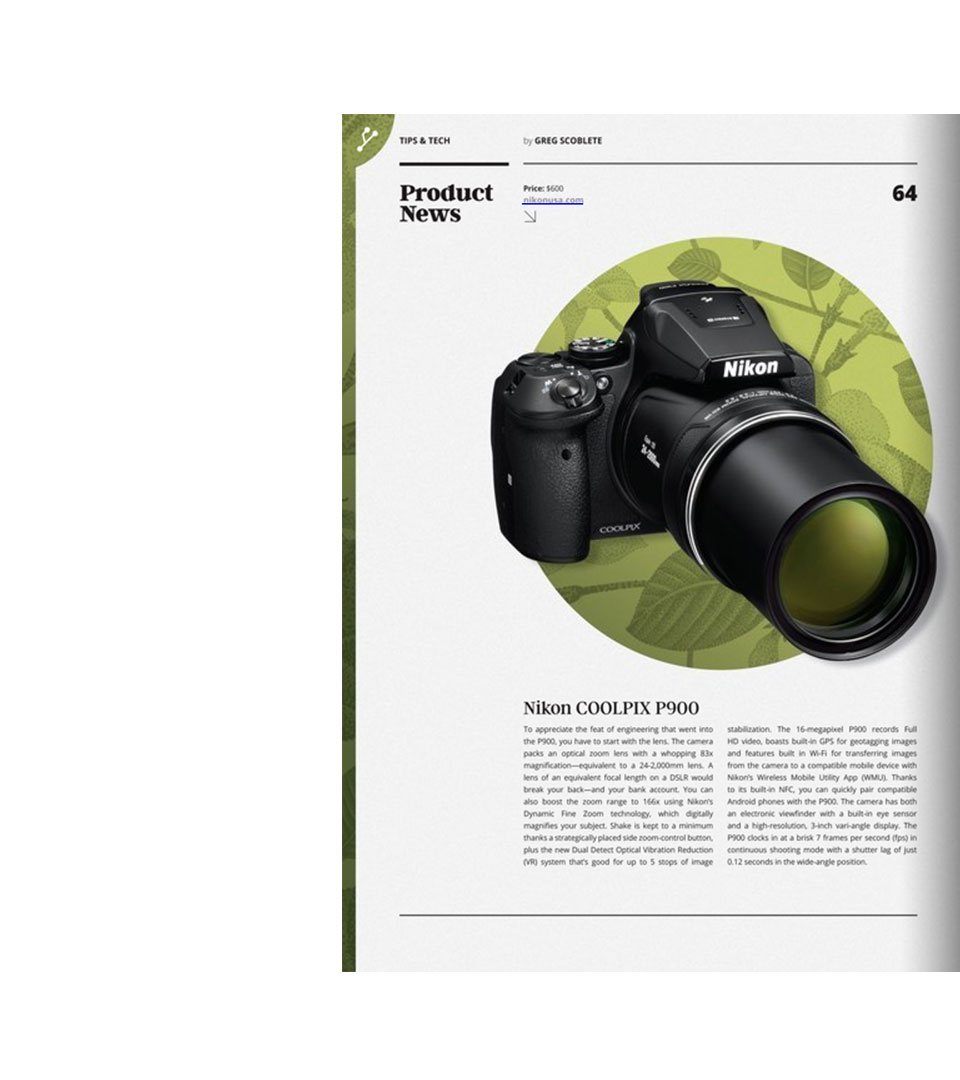 TIPS & TECH
by GREG SCOBLETE
Product
News
Price: $600
nikonusa.com
64
Nikon
COOLPIX
Nikon COOLPIX P900
To appreciate the feat of engineering that went into
the P900, you have to start with the lens. The camera
packs an optical zoom lens with a whopping 83x
magnification—equivalent to a 24-2,000mm lens. A
lens of an equivalent focal length on a DSLR would
break your back—and your bank account. You can
also boost the zoom range to 166x using Nikon's
Dynamic Fine Zoom technology, which digitally
magnifies your subject. Shake is kept to a minimum
thanks a strategically placed side zoom-control button,
plus the new Dual Detect Optical Vibration Reduction
(VR) system that's good for up to 5 stops of image
stabilization. The 16-megapixel P900 records Full
HD video, boasts built-in GPS for geotagging images
and features built in Wi-Fi for transferring images
from the camera to a compatible mobile device with
Nikon's Wireless Mobile Utility App (WMU). Thanks
to its built-in NFC, you can quickly pair compatible
Android phones with the P900. The camera has both
an electronic viewfinder with a built-in eye sensor
and a high-resolution, 3-inch vari-angle display. The
P900 clocks in at a brisk 7 frames per second (fps) in
continuous shooting mode with a shutter lag of just
0.12 seconds in the wide-angle position.